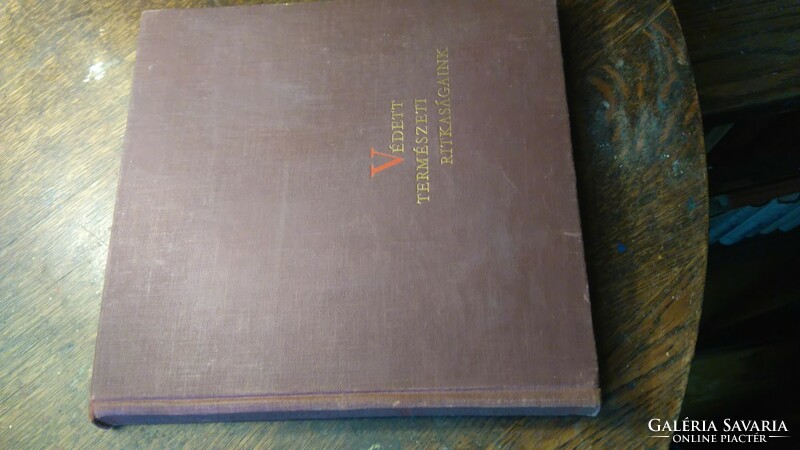 VÉDETT
TERMÉSZETI
RITKASÁGAINK
GALÉRIA SAVARIA
ONLINE PIACTÉR